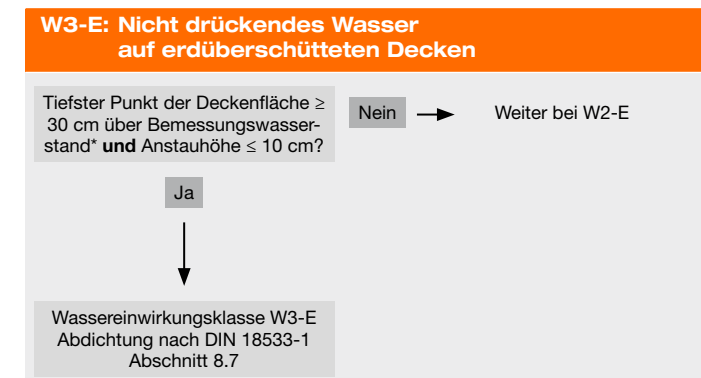 W3-E: Nicht drückendes Wasser
auf erdüberschütteten Decken
Tiefster Punkt der Deckenfläche ≥
30 cm über Bemessungswasser-
stand* und Anstauhöhe ≤ 10 cm?
Nein
Weiter bei W2-E
Ja
Wassereinwirkungsklasse W3-E
Abdichtung nach DIN 18533-1
Abschnitt 8.7